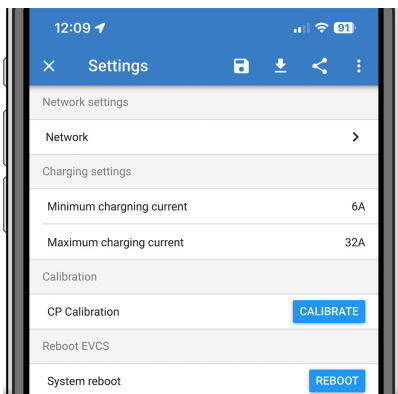 12:09 91
Settings
Network settings
Network
Charging settings
Minimum chargning current 6A
Maximum charging current 32A
Calibration
CP Calibration CALIBRATE
Reboot EVCS
System reboot REBOOT